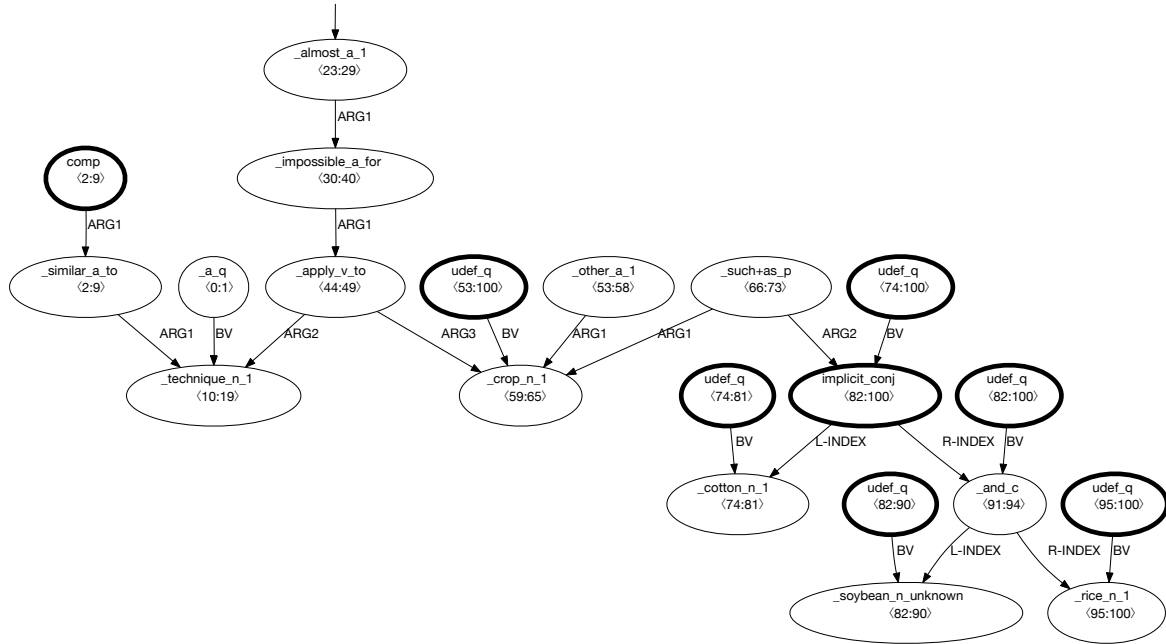 _almost_a_1
⟨23:29⟩
ARG1
comp
⟨2:9⟩
_impossible_a_for
⟨30:40⟩
ARG1
ARG1
_similar_a_to
⟨2:9⟩
_a_q
⟨0:1⟩
_apply_v_to
⟨44:49⟩
udef_q
⟨53:100⟩
_other_a_1
⟨53:58⟩
_such+as_p
⟨66:73⟩
udef_q
⟨74:100⟩
ARG1
BV
ARG2
ARG3
BV
ARG1
ARG1
ARG2
BV
_technique_n_1
⟨10:19⟩
_crop_n_1
⟨59:65⟩
udef_q
⟨74:81⟩
implicit_conj
⟨82:100⟩
udef_q
⟨82:100⟩
BV
L-INDEX
R-INDEX
BV
_cotton_n_1
⟨74:81⟩
udef_q
⟨82:90⟩
_and_c
⟨91:94⟩
udef_q
⟨95:100⟩
BV
L-INDEX
R-INDEX
BV
_soybean_n_unknown
⟨82:90⟩
_rice_n_1
⟨95:100⟩